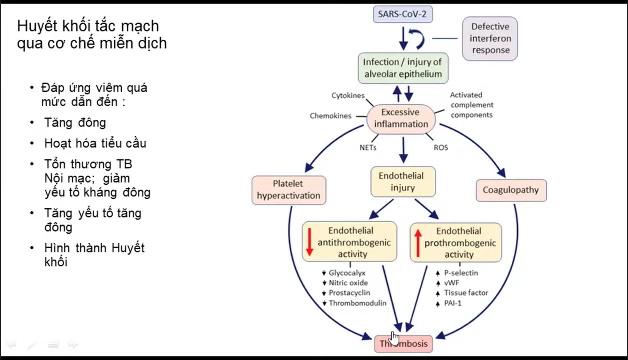 Huyết khối tắc mạch
qua cơ chế miễn dịch
• Đáp ứng viêm quá
mức dẫn đến :
• Tăng đông
• Hoạt hóa tiểu cầu
• Tổn thương TB
Nội mạc; giảm
yếu tố kháng đông
• Tăng yếu tố tăng
đông
• Hình thành Huyết
khối
SARS-CoV-2
Defective
interferon
response
Infection / injury of
alveolar epithelium
Cytokines
Activated
complement
components
Chemokines
Excessive
inflammation
NETs
ROS
Platelet
hyperactivation
Endothelial
injury
Coagulopathy
Endothelial
antithrombogenic
activity
Endothelial
prothrombogenic
activity
Glycocalyx
Nitric oxide
Prostacyclin
Thrombomodulin
P-selectin
vWF
Tissue factor
PAI-1
Thrombosis